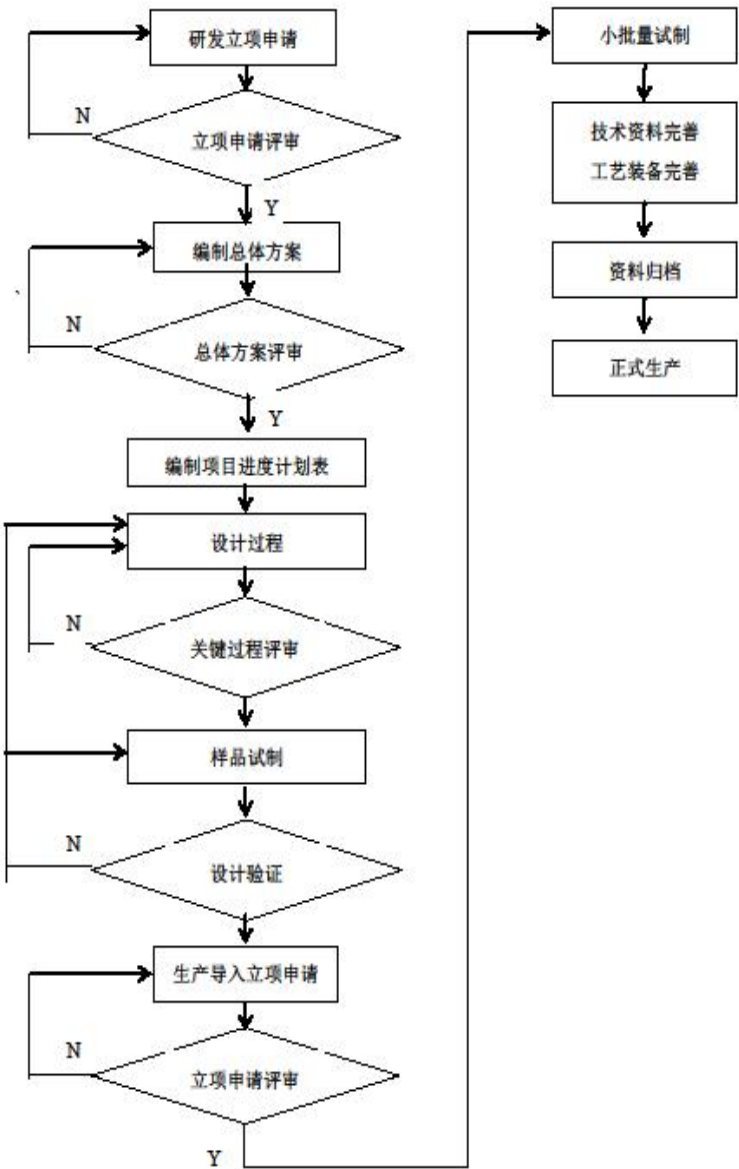 研发立项申请
N
立项申请评审
Y
编制总体方案
N
总体方案评审
Y
编制项目进度计划表
设计过程
N
关键过程评审
样品试制
N
设计验证
生产导入立项申请
N
立项申请评审
Y
小批量试制
技术资料完善
工艺装备完善
资料归档
正式生产